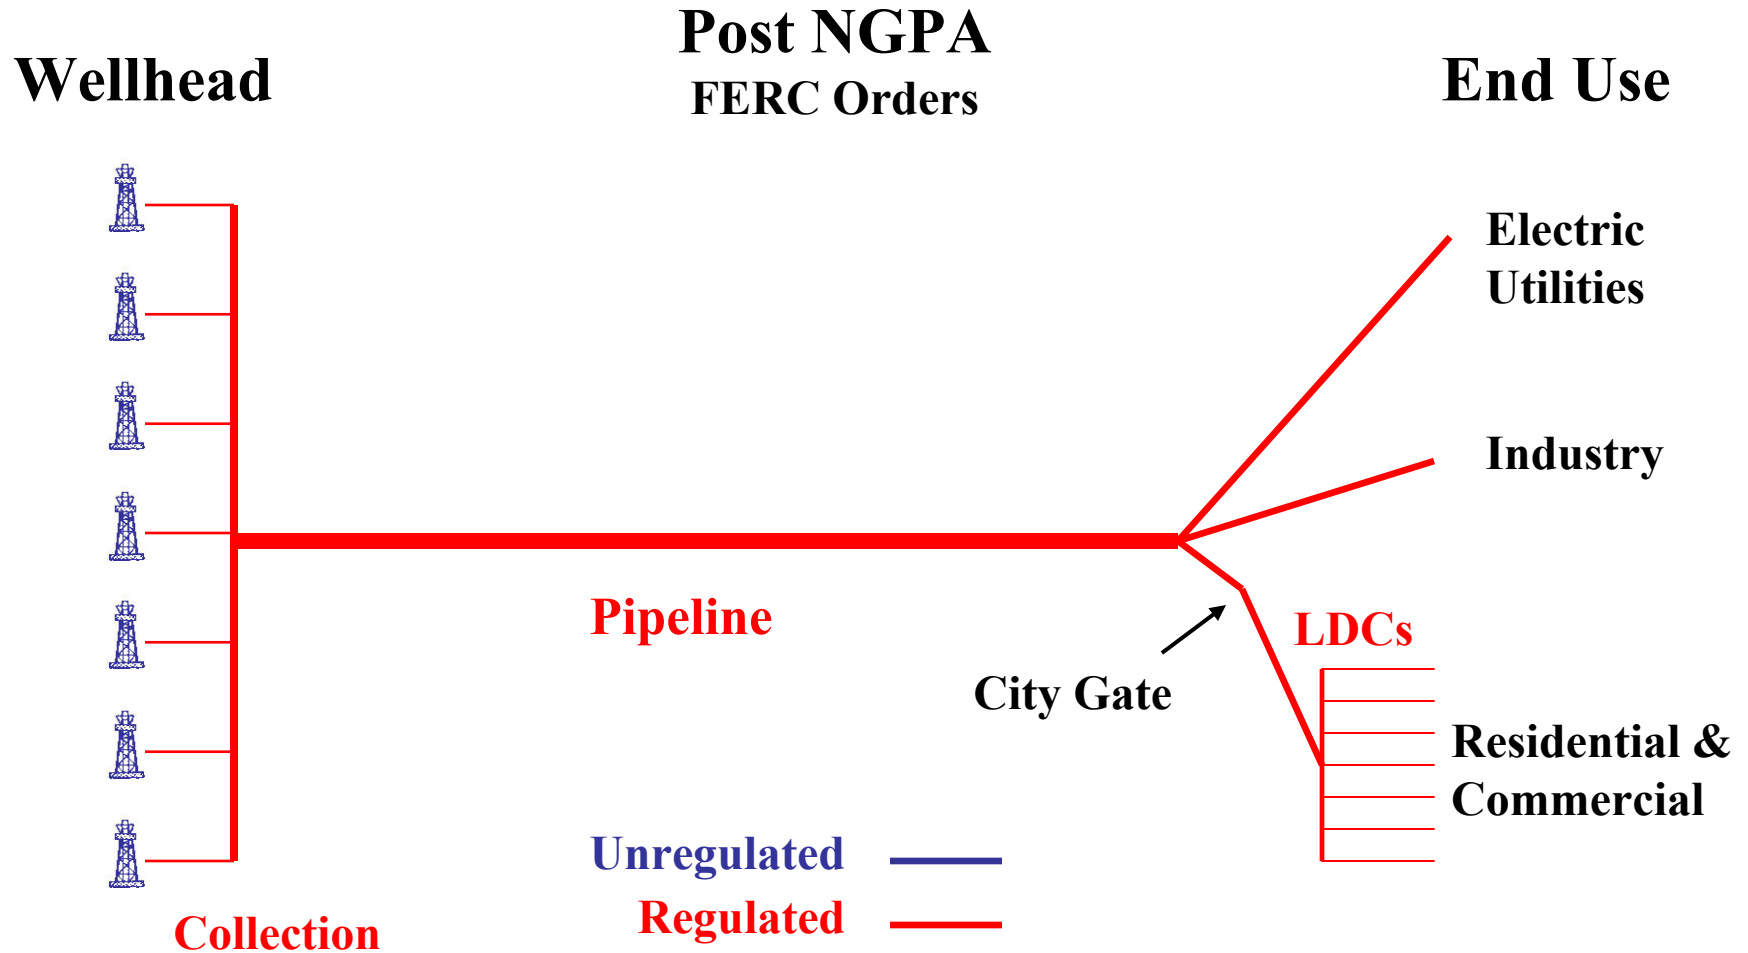 Post NGPA
FERC Orders
Wellhead
End Use
Electric
Utilities
Industry
Pipeline
City Gate
LDCs
Residential &
Commercial
Unregulated
Regulated
Collection